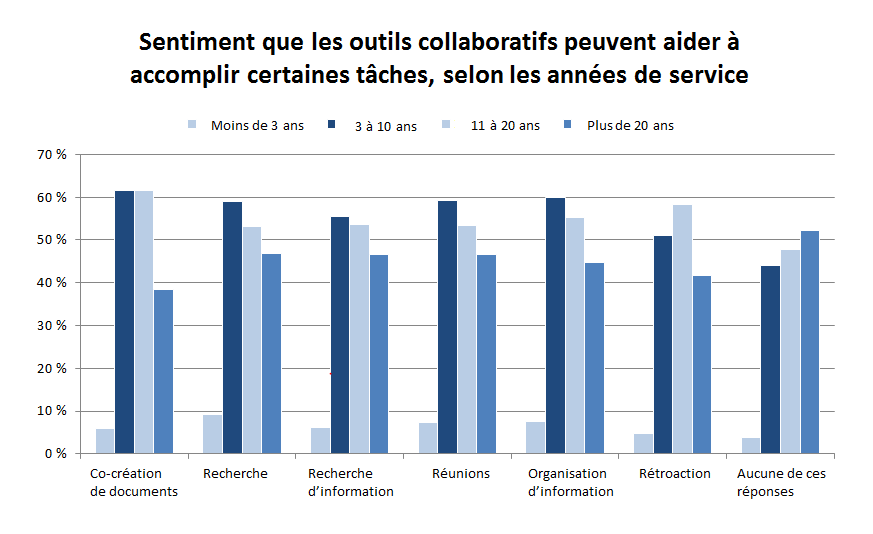 Sentiment que les outils collaboratifs peuvent aider à
accomplir certaines tâches, selon les années de service
Moins de 3 ans 3 à 10 ans 11 à 20 ans Plus de 20 ans
70 %
60 %
50 %
40 %
30 %
20 %
10 %
0 %
Co-création
de documents
Recherche
Recherche
d'information
Réunions
Organisation
d'information
Rétroaction
Aucune de ces
réponses